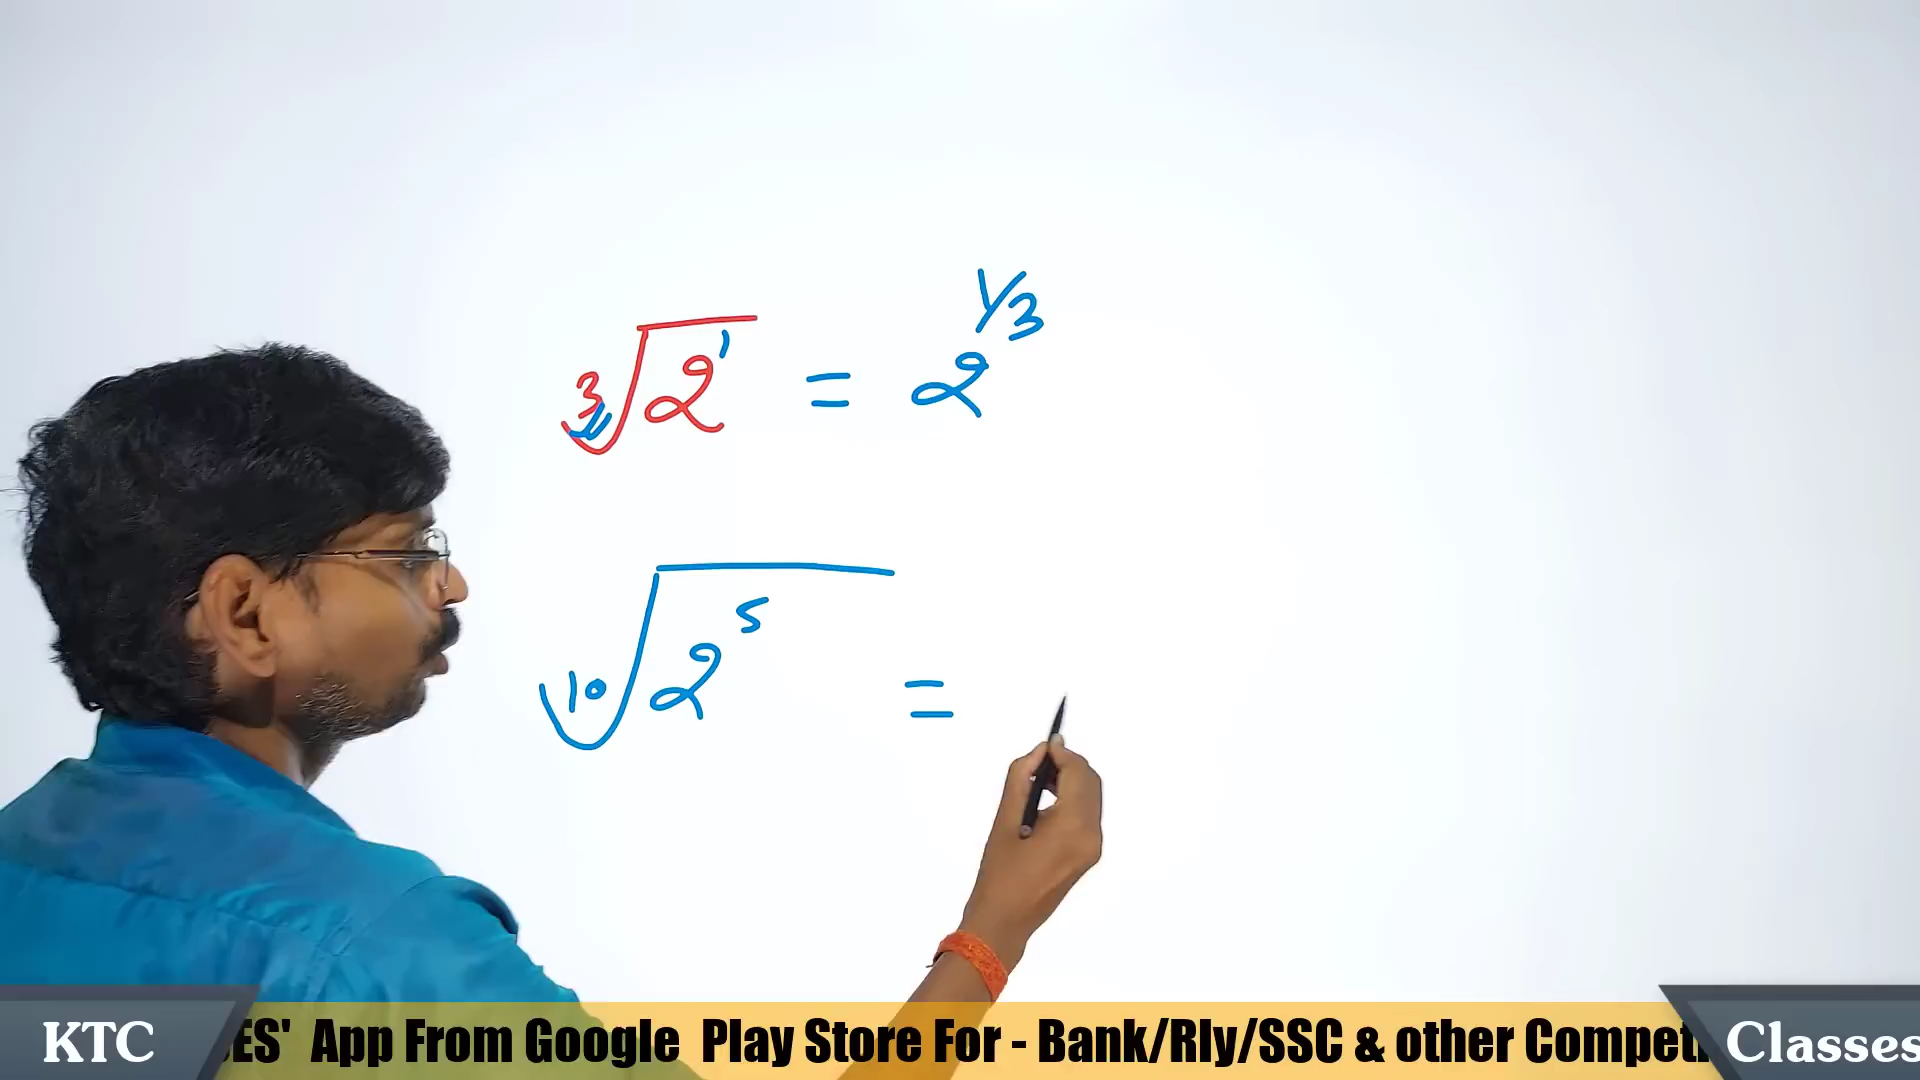 ∛2¹ = 2^1/3
¹⁰√2⁵ =
KTC ES' App From Google Play Store For - Bank/Rly/SSC & other Compet Classes